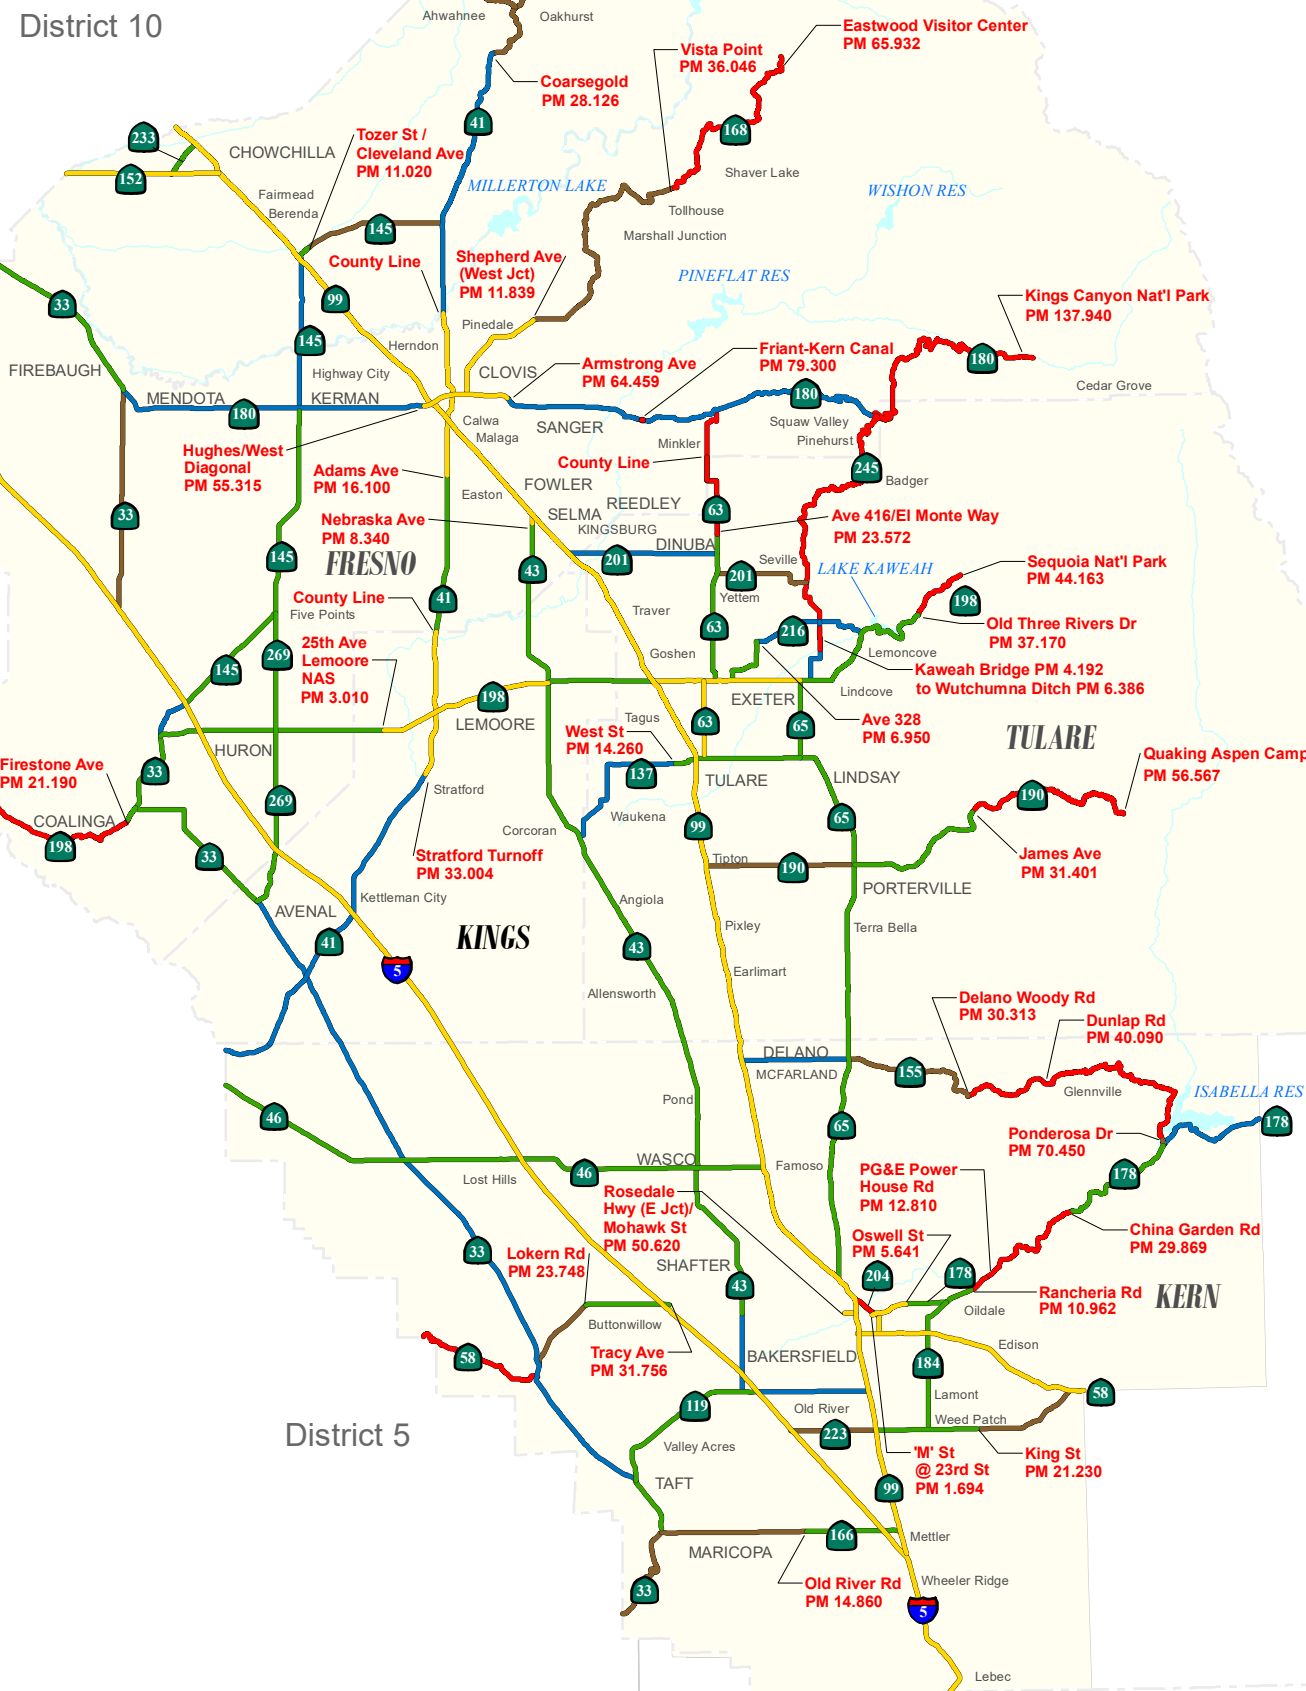 District 10
Ahwahnee
Oakhurst
Eastwood Visitor Center
PM 65.932
Vista Point
PM 36.046
Coarsegold
PM 28.126
41
168
233
CHOWCHILLA
Tozer St /
Cleveland Ave
PM 11.020
152
Shaver Lake
MILLERTON LAKE
WISHON RES
Fairmead
Berenda
145
Tollhouse
Marshall Junction
County Line
Shepherd Ave
(West Jct)
PM 11.839
PINEFLAT RES
33
99
Kings Canyon Nat'l Park
PM 137.940
Pinedale
145
Herndon
Friant-Kern Canal
PM 79.300
180
FIREBAUGH
Highway City
CLOVIS
Armstrong Ave
PM 64.459
Cedar Grove
MENDOTA
180
KERMAN
180
Calwa
Malaga
SANGER
Squaw Valley
Pinehurst
Minkler
Hughes/West
Diagonal
PM 55.315
Adams Ave
PM 16.100
County Line
245
Badger
Easton
FOWLER
REEDLEY
63
33
Nebraska Ave
PM 8.340
SELMA
KINGSBURG
DINUBA
Ave 416/El Monte Way
PM 23.572
FRESNO
145
43
201
Seville
201
LAKE KAWEAH
Sequoia Nat'l Park
PM 44.163
County Line
41
Yettem
198
Five Points
Traver
63
216
Old Three Rivers Dr
PM 37.170
25th Ave
Lemoore
NAS
PM 3.010
269
145
Goshen
Lemoncove
Kaweah Bridge PM 4.192
to Wutchumna Ditch PM 6.386
198
Lindcove
EXETER
LEMOORE
Tagus
63
65
Ave 328
PM 6.950
West St
PM 14.260
TULARE
HURON
Firestone Ave
PM 21.190
33
137
TULARE
LINDSAY
Quaking Aspen Camp
PM 56.567
269
Stratford
190
COALINGA
198
Corcoran
Waukena
99
65
33
Stratford Turnoff
PM 33.004
Tipton
190
James Ave
PM 31.401
Kettleman City
PORTERVILLE
AVENAL
Angiola
Pixley
Terra Bella
41
KINGS
43
5
Earlimart
Allensworth
Delano Woody Rd
PM 30.313
Dunlap Rd
PM 40.090
DELANO
MCFARLAND
155
Glennville
ISABELLA RES
Pond
46
65
178
Ponderosa Dr
PM 70.450
WASCO
46
Famoso
Lost Hills
PG&E Power
House Rd
PM 12.810
178
Rosedale
Hwy (E Jct)/
Mohawk St
PM 50.620
China Garden Rd
PM 29.869
Oswell St
PM 5.641
33
Lokern Rd
PM 23.748
SHAFTER
43
204
178
Rancheria Rd
PM 10.962
KERN
Oildale
Buttonwillow
Edison
58
Tracy Ave
PM 31.756
BAKERSFIELD
184
58
119
Old River
Lamont
District 5
Weed Patch
223
Valley Acres
'M' St
@ 23rd St
PM 1.694
King St
PM 21.230
TAFT
99
166
Mettler
MARICOPA
Old River Rd
PM 14.860
33
Wheeler Ridge
5
Lebec